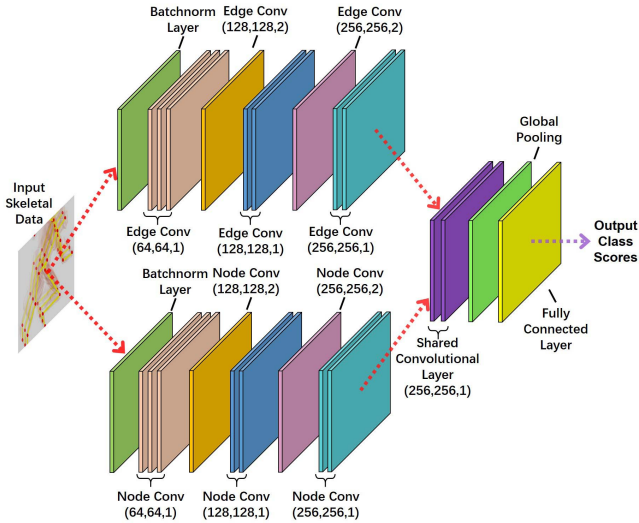 Batchnorm
Layer
Edge Conv
(128,128,2)
Edge Conv
(256,256,2)
Input
Skeletal
Data
Edge Conv
(64,64,1)
Edge Conv
(128,128,1)
Edge Conv
(256,256,1)
Global
Pooling
Output
Class
Scores
Batchnorm
Layer
Node Conv
(128,128,2)
Node Conv
(256,256,2)
Shared
Convolutional
Layer
(256,256,1)
Fully
Connected
Layer
Node Conv
(64,64,1)
Node Conv
(128,128,1)
Node Conv
(256,256,1)